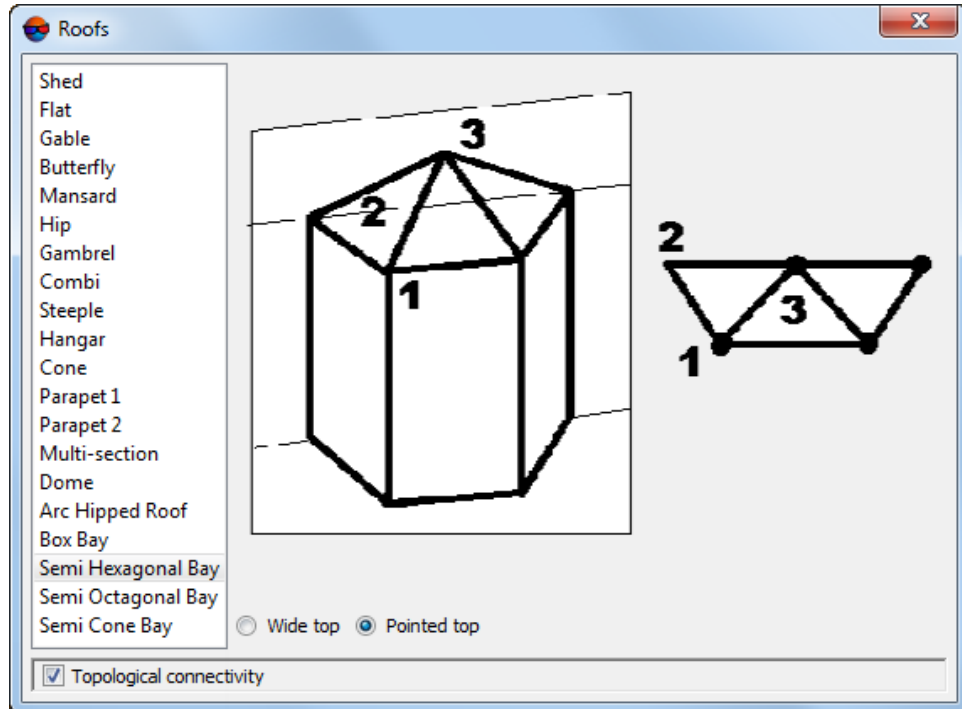 Roofs
Shed
Flat
Gable
Butterfly
Mansard
Hip
Gambrel
Combi
Steeple
Hangar
Cone
Parapet 1
Parapet 2
Multi-section
Dome
Arc Hipped Roof
Box Bay
Semi Hexagonal Bay
Semi Octagonal Bay
Semi Cone Bay
3
2
1
2
3
1
Wide top Pointed top
Topological connectivity